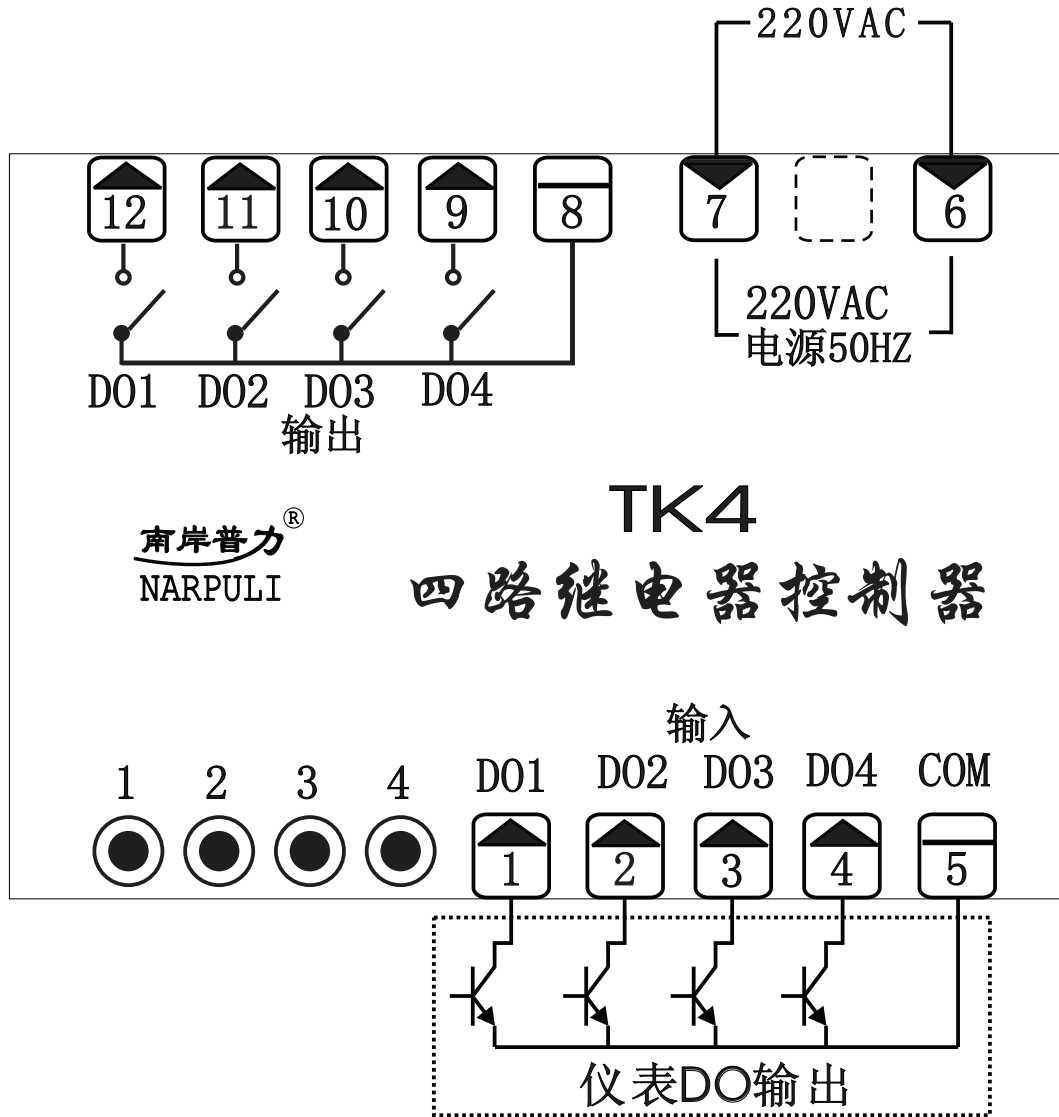 220VAC
12 11 10 9 8 7 6
220VAC
电源50HZ
DO1 DO2 DO3 DO4
输出
TK4
南岸普力®
NARPULI
四路继电器控制器
输入
1 2 3 4 DO1 DO2 DO3 DO4 COM
1 2 3 4 5
仪表DO输出